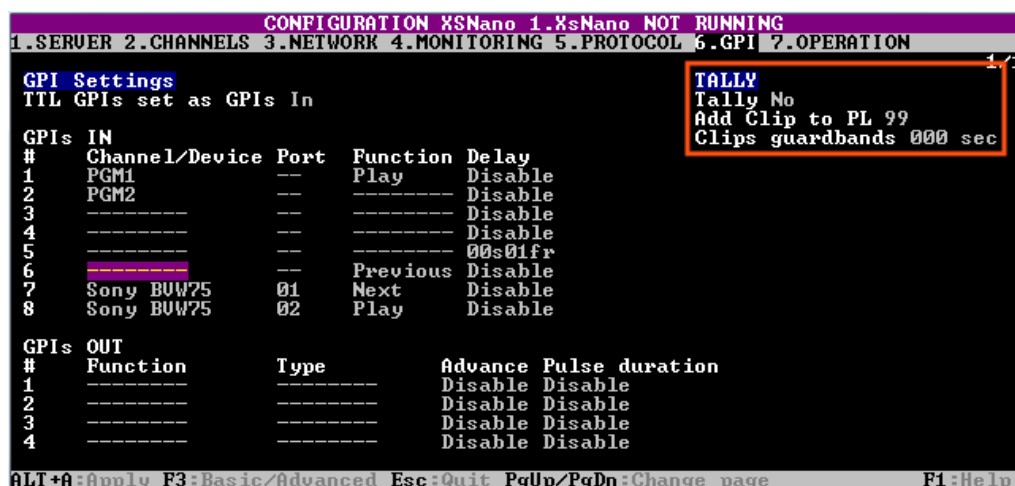 CONFIGURATION XSNano 1.XsNano NOT RUNNING
1.SERVER 2.CHANNELS 3.NETWORK 4.MONITORING 5.PROTOCOL 6.GPI 7.OPERATION
1/1
GPI Settings TALLY
TTL GPIs set as GPIs In Tally No
Add Clip to PL 99
GPIs IN Clips guardbands 000 sec
# Channel/Device Port Function Delay
1 PGM1 -- Play Disable
2 PGM2 -- -------- Disable
3 -------- -- -------- Disable
4 -------- -- -------- Disable
5 -------- -- -------- 00s01fr
6 -------- -- Previous Disable
7 Sony BVW75 01 Next Disable
8 Sony BVW75 02 Play Disable
GPIs OUT
# Function Type Advance Pulse duration
1 -------- -------- Disable Disable
2 -------- -------- Disable Disable
3 -------- -------- Disable Disable
4 -------- -------- Disable Disable
ALT+A:Apply F3:Basic/Advanced Esc:Quit PgUp/PgDn:Change page F1:Help